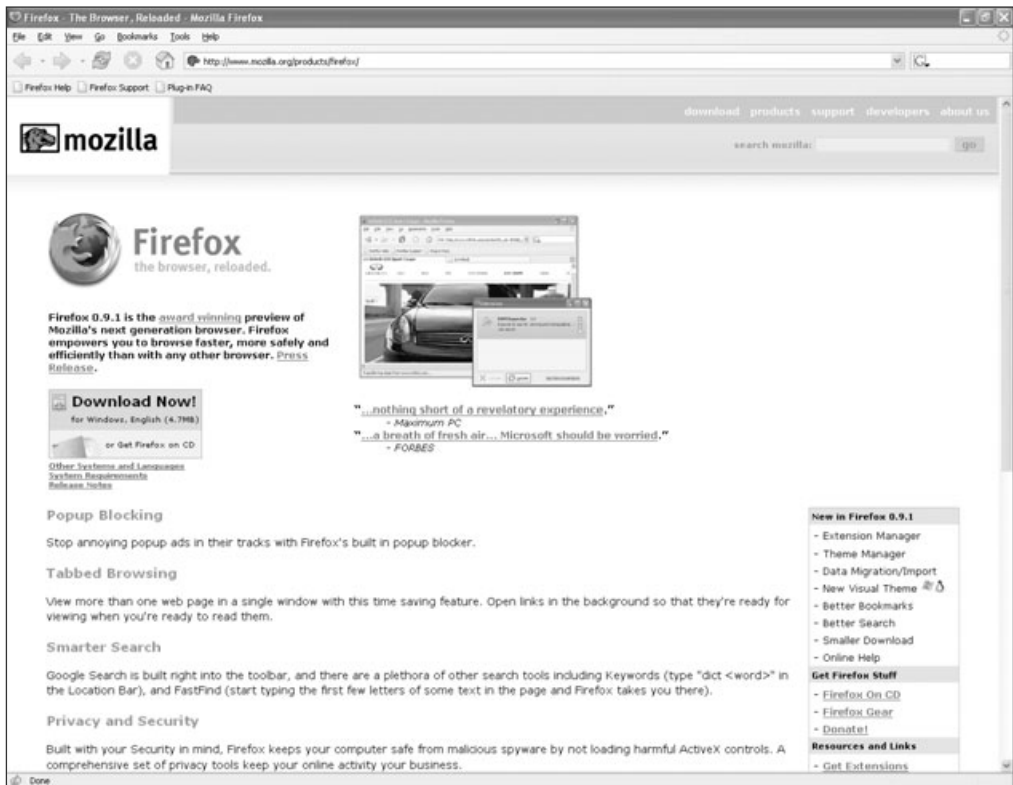 Firefox - The Browser, Reloaded - Mozilla Firefox
File Edit View Go Bookmarks Tools Help
http://www.mozilla.org/products/firefox/
Firefox Help Firefox Support Plug-in FAQ
download products support developers about us
mozilla
search mozilla: go
Firefox
the browser, reloaded.
Firefox 0.9.1 is the award winning preview of
Mozilla's next generation browser. Firefox
empowers you to browse faster, more safely and
efficiently than with any other browser. Press
Release.
Download Now!
for Windows, English (4.7MB)
or Get Firefox on CD
Other Systems and Languages
System Requirements
Release Notes
"...nothing short of a revelatory experience."
- Maximum PC
"...a breath of fresh air... Microsoft should be worried."
- FORBES
Popup Blocking
Stop annoying popup ads in their tracks with Firefox's built in popup blocker.
Tabbed Browsing
View more than one web page in a single window with this time saving feature. Open links in the background so that they're ready for
viewing when you're ready to read them.
Smarter Search
Google Search is built right into the toolbar, and there are a plethora of other search tools including Keywords (type "dict <word>" in
the Location Bar), and FastFind (start typing the first few letters of some text in the page and Firefox takes you there).
Privacy and Security
Built with your Security in mind, Firefox keeps your computer safe from malicious spyware by not loading harmful ActiveX controls. A
comprehensive set of privacy tools keep your online activity your business.
New in Firefox 0.9.1
- Extension Manager
- Theme Manager
- Data Migration/Import
- New Visual Theme
- Better Bookmarks
- Better Search
- Smaller Download
- Online Help
Get Firefox Stuff
- Firefox On CD
- Firefox Gear
- Donate!
Resources and Links
- Get Extensions
Done